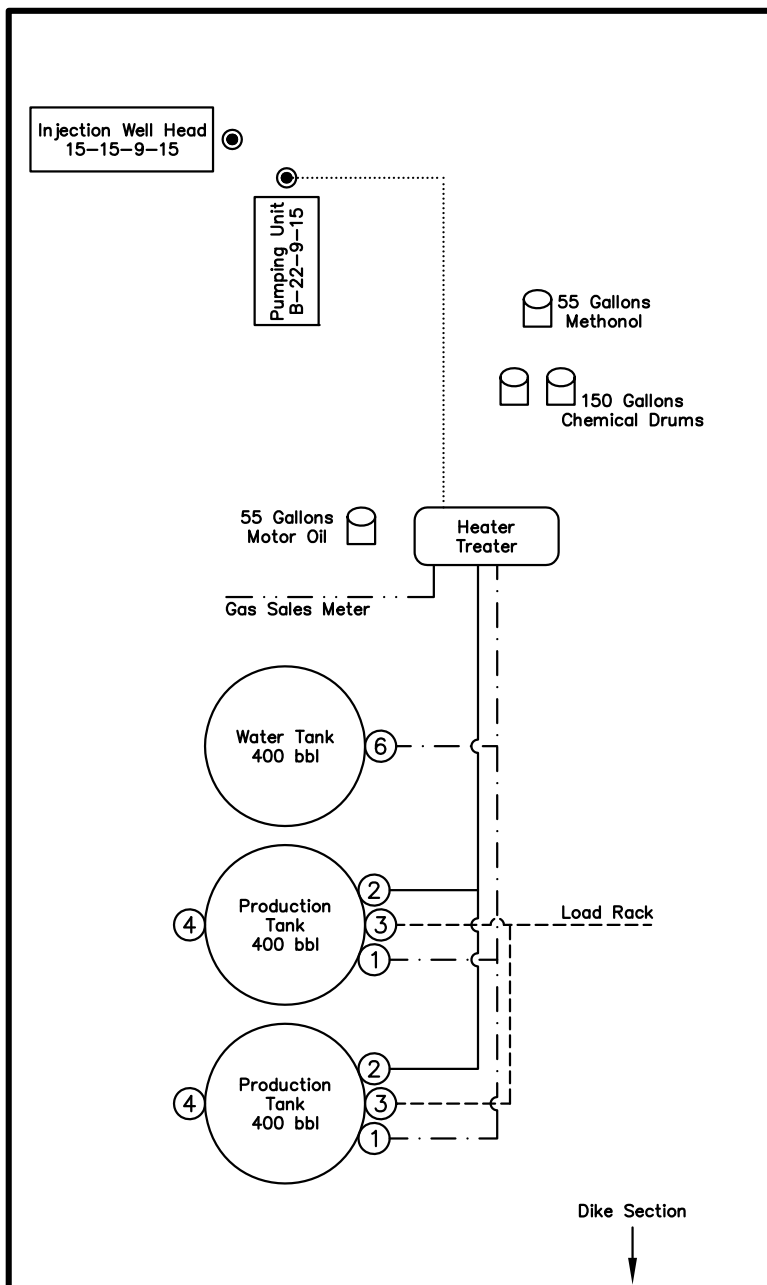 Injection Well Head
15-15-9-15
Pumping Unit
B-22-9-15
55 Gallons
Methonol
150 Gallons
Chemical Drums
55 Gallons
Motor Oil
Heater
Treater
Gas Sales Meter
Water Tank
400 bbl
6
Production
Tank
400 bbl
4
2
3
1
Load Rack
Production
Tank
400 bbl
4
2
3
1
Dike Section